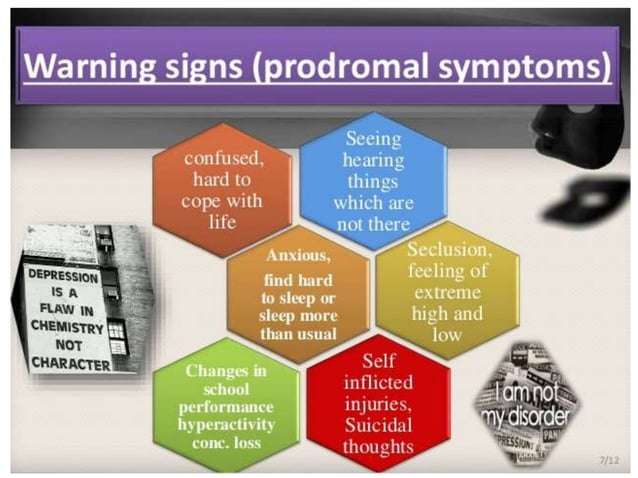 Warning signs (prodromal symptoms)
confused,
hard to
cope with
life
Seeing
hearing
things
which are
not there
Anxious,
find hard
to sleep or
sleep more
than usual
Seclusion,
feeling of
extreme
high and
low
Changes in
school
performance
hyperactivity
conc. loss
Self
inflicted
injuries,
Suicidal
thoughts
DEPRESSION
IS A
FLAW IN
CHEMISTRY
NOT
CHARACTER
I am not
my disorder
7/12